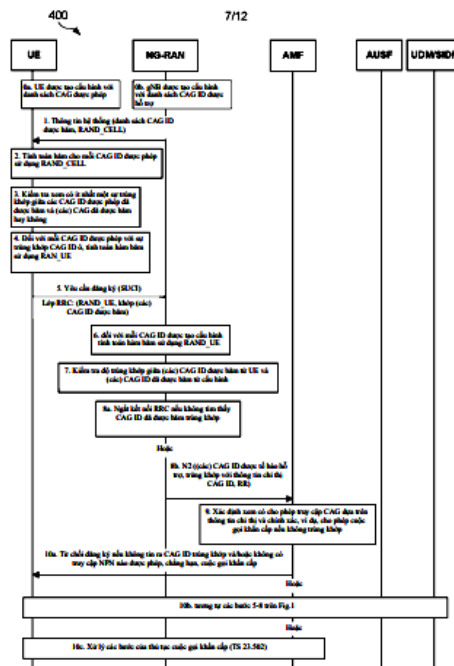 400
7/12
UE
NG-RAN
AMF
AUSF
UDM/SIDF
0a. UE được tạo cấu hình với
danh sách CAG được phép
0b. gNB được tạo cấu hình
với danh sách CAG ID được
hỗ trợ
1. Thông tin hệ thống (danh sách CAG ID
được băm, RAND_CELL)
2. Tính toán hàm cho mỗi CAG ID được phép
sử dụng RAND_CELL
3. Kiểm tra xem có ít nhất một sự trùng
khớp giữa các CAG ID được phép đã
được băm và (các) CAG đã được băm
hay không
4. Đối với mỗi CAG ID được phép với sự
trùng khớp CAG ID ở, tính toán hàm băm
sử dụng RAN_UE
5. Yêu cầu đăng ký (SUCI)
Lớp RRC: (RAND_UE, khớp (các)
CAG ID được băm)
6. đối với mỗi CAG ID được tạo cấu hình
tính toán hàm băm sử dụng RAND_UE
7. Kiểm tra độ trùng khớp giữa (các) CAG ID được băm từ UE và
(các) CAG ID đã được băm từ cấu hình
8a. Ngắt kết nối RRC nếu không tìm thấy
CAG ID đã được băm trùng khớp
Hoặc
8b. N2 ((các) CAG ID được tế bào hỗ
trợ, trùng khớp với thông tin chỉ thị
CAG ID, RR)
9. Xác định xem có cho phép truy cập CAG dựa trên
thông tin chỉ thị và chính xác, ví dụ, cho phép cuộc
gọi khẩn cấp nếu không trùng khớp
10a. Từ chối đăng ký nếu không tìm ra CAG ID trùng khớp và/hoặc không có
truy cập NPN nào được phép, chẳng hạn, cuộc gọi khẩn cấp
Hoặc
10b. tương tự các bước 5-8 trên Fig.1
Hoặc
10c. Xử lý các bước của thủ tục cuộc gọi khẩn cấp (TS 23.502)